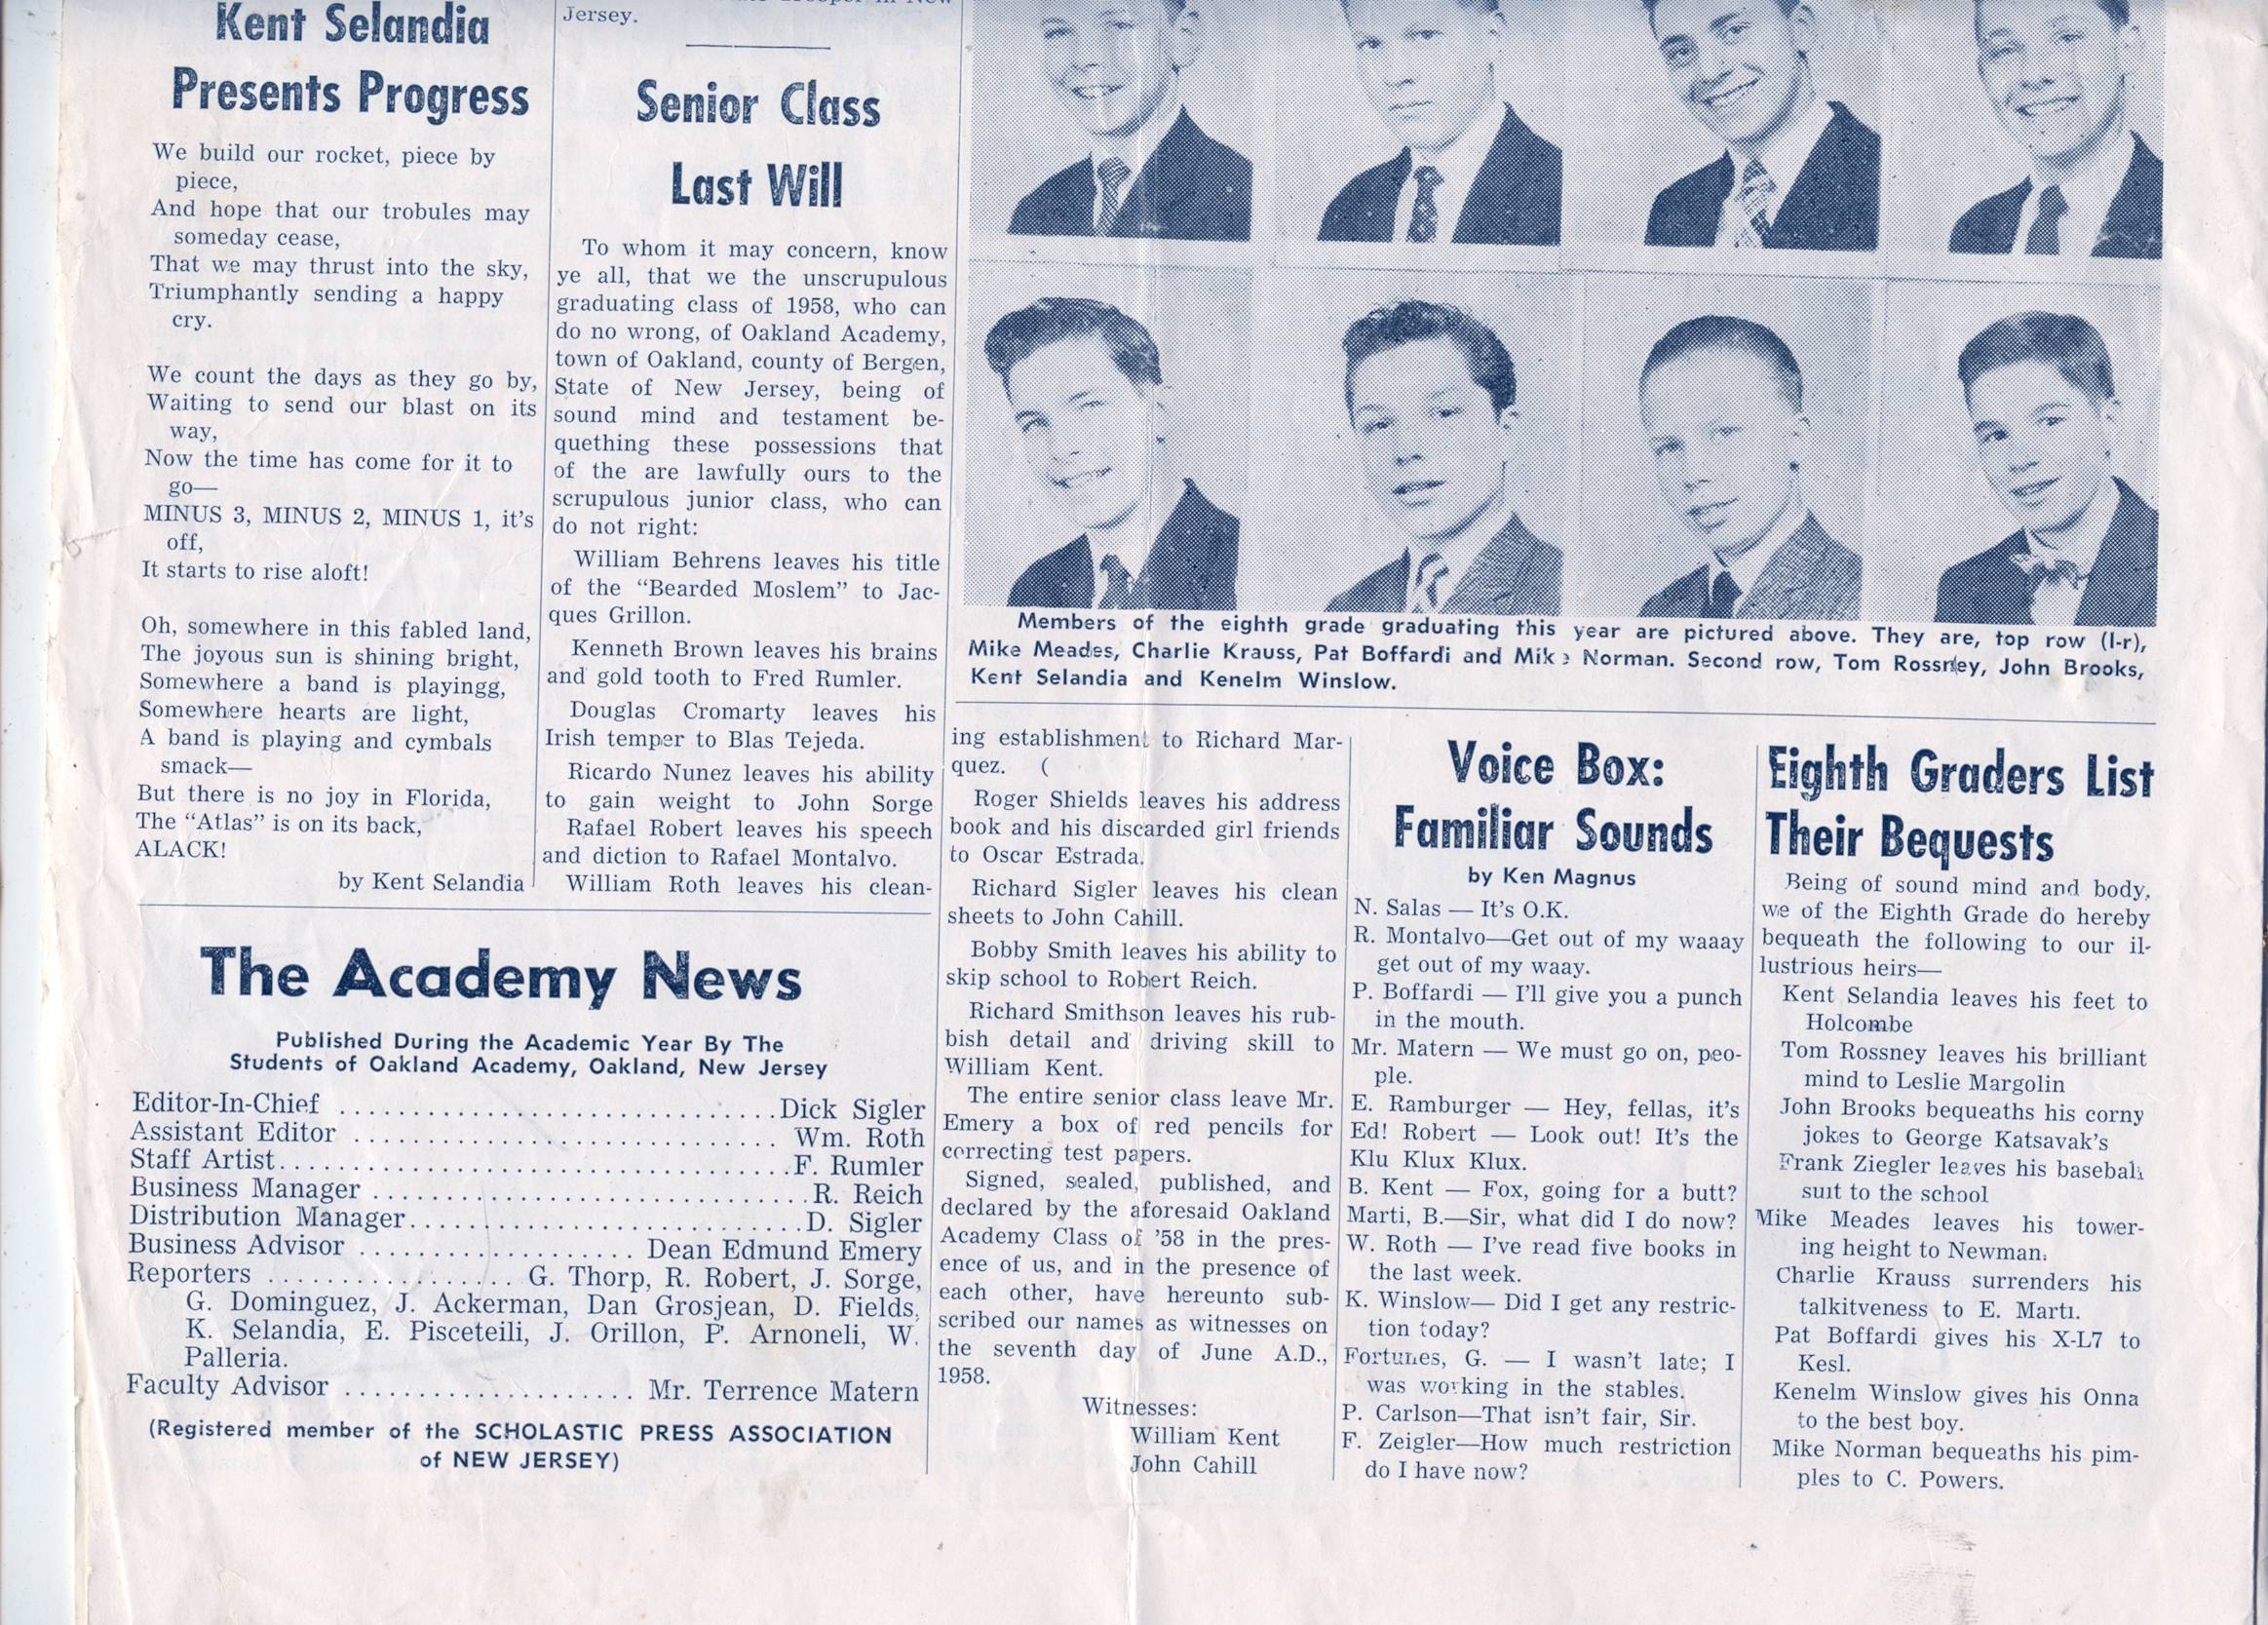 Kent Selandia
Presents Progress
We build our rocket, piece by
piece,
And hope that our trobules may
someday cease,
That we may thrust into the sky,
Triumphantly sending a happy
cry.
We count the days as they go by,
Waiting to send our blast on its
way,
Now the time has come for it to
go—
MINUS 3, MINUS 2, MINUS 1, it's
off,
It starts to rise aloft!
Oh, somewhere in this fabled land,
The joyous sun is shining bright,
Somewhere a band is playingg,
Somewhere hearts are light,
A band is playing and cymbals
smack—
But there is no joy in Florida,
The "Atlas" is on its back,
ALACK!
by Kent Selandia
The Academy News
Published During the Academic Year By The
Students of Oakland Academy, Oakland, New Jersey
Editor-In-Chief ............................Dick Sigler
Assistant Editor ............................ Wm. Roth
Staff Artist..................................F. Rumler
Business Manager .............................R. Reich
Distribution Manager..........................D. Sigler
Business Advisor .................. Dean Edmund Emery
Reporters ................. G. Thorp, R. Robert, J. Sorge,
G. Dominguez, J. Ackerman, Dan Grosjean, D. Fields,
K. Selandia, E. Pisceteili, J. Orillon, P. Arnoneli, W.
Palleria.
Faculty Advisor ................... Mr. Terrence Matern
(Registered member of the SCHOLASTIC PRESS ASSOCIATION
of NEW JERSEY)
in New
Jersey.
Senior Class
Last Will
To whom it may concern, know
ye all, that we the unscrupulous
graduating class of 1958, who can
do no wrong, of Oakland Academy,
town of Oakland, county of Bergen,
State of New Jersey, being of
sound mind and testament be-
quething these possessions that
of the are lawfully ours to the
scrupulous junior class, who can
do not right:
William Behrens leaves his title
of the "Bearded Moslem" to Jac-
ques Grillon.
Kenneth Brown leaves his brains
and gold tooth to Fred Rumler.
Douglas Cromarty leaves his
Irish temper to Blas Tejeda.
Ricardo Nunez leaves his ability
to gain weight to John Sorge
Rafael Robert leaves his speech
and diction to Rafael Montalvo.
William Roth leaves his clean-
Members of the eighth grade graduating this year are pictured above. They are, top row (l-r),
Mike Meades, Charlie Krauss, Pat Boffardi and Mike Norman. Second row, Tom Rossney, John Brooks,
Kent Selandia and Kenelm Winslow.
ing establishment to Richard Mar-
quez. (
Roger Shields leaves his address
book and his discarded girl friends
to Oscar Estrada.
Richard Sigler leaves his clean
sheets to John Cahill.
Bobby Smith leaves his ability to
skip school to Robert Reich.
Richard Smithson leaves his rub-
bish detail and driving skill to
William Kent.
The entire senior class leave Mr.
Emery a box of red pencils for
correcting test papers.
Signed, sealed, published, and
declared by the aforesaid Oakland
Academy Class of '58 in the pres-
ence of us, and in the presence of
each other, have hereunto sub-
scribed our names as witnesses on
the seventh day of June A.D.,
1958.
Witnesses:
William Kent
John Cahill
Voice Box:
Familiar Sounds
by Ken Magnus
N. Salas — It's O.K.
R. Montalvo—Get out of my waaay
get out of my waay.
P. Boffardi — I'll give you a punch
in the mouth.
Mr. Matern — We must go on, peo-
ple.
E. Ramburger — Hey, fellas, it's
Ed! Robert — Look out! It's the
Klu Klux Klux.
B. Kent — Fox, going for a butt?
Marti, B.—Sir, what did I do now?
W. Roth — I've read five books in
the last week.
K. Winslow— Did I get any restric-
tion today?
Fortunes, G. — I wasn't late; I
was working in the stables.
P. Carlson—That isn't fair, Sir.
F. Zeigler—How much restriction
do I have now?
Eighth Graders List
Their Bequests
Being of sound mind and body,
we of the Eighth Grade do hereby
bequeath the following to our il-
lustrious heirs—
Kent Selandia leaves his feet to
Holcombe
Tom Rossney leaves his brilliant
mind to Leslie Margolin
John Brooks bequeaths his corny
jokes to George Katsavak's
Frank Ziegler leaves his baseball
suit to the school
Mike Meades leaves his tower-
ing height to Newman.
Charlie Krauss surrenders his
talkitveness to E. Marti.
Pat Boffardi gives his X-L7 to
Kesl.
Kenelm Winslow gives his Onna
to the best boy.
Mike Norman bequeaths his pim-
ples to C. Powers.